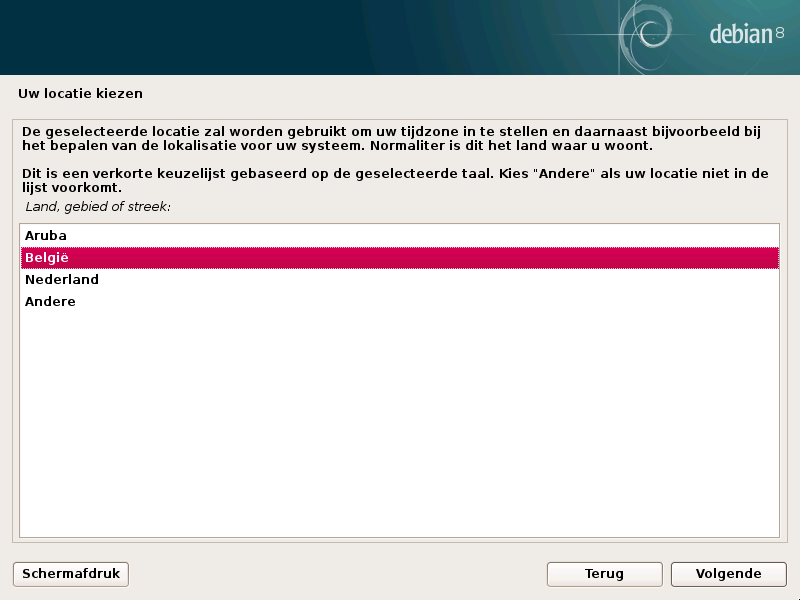 debian 8
Uw locatie kiezen
De geselecteerde locatie zal worden gebruikt om uw tijdzone in te stellen en daarnaast bijvoorbeeld bij
het bepalen van de lokalisatie voor uw systeem. Normaliter is dit het land waar u woont.
Dit is een verkorte keuzelijst gebaseerd op de geselecteerde taal. Kies "Andere" als uw locatie niet in de
lijst voorkomt.
Land, gebied of streek:
Aruba
België
Nederland
Andere
Schermafdruk
Terug
Volgende